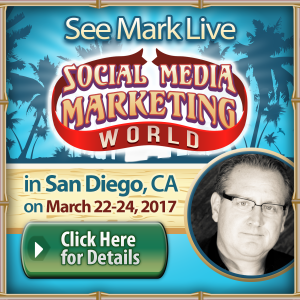 See Mark Live
SOCIAL MEDIA
MARKETING
WORLD
in San Diego, CA
on March 22-24, 2017
Click Here
for Details